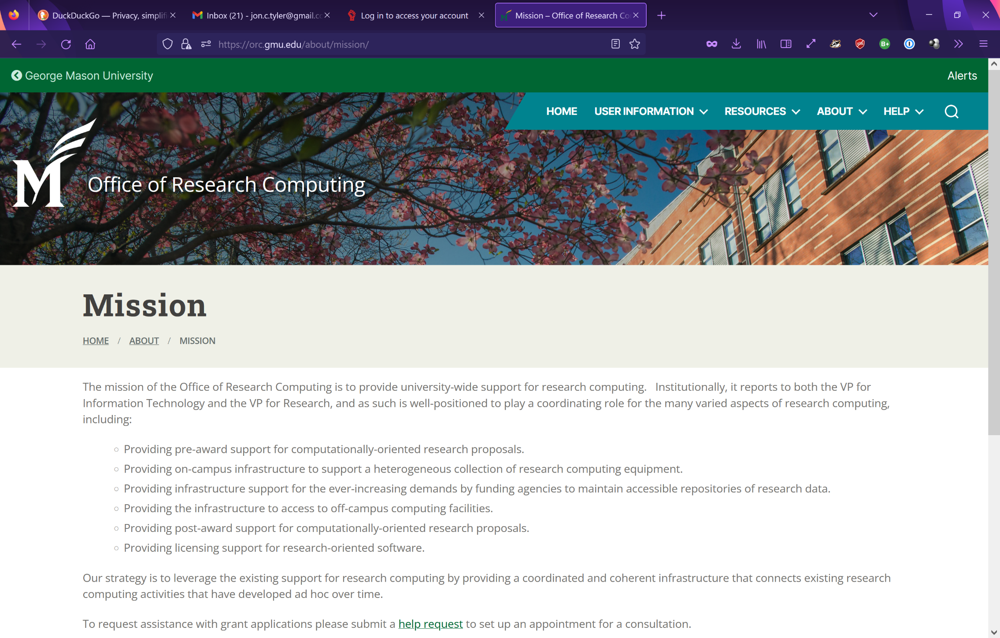 DuckDuckGo — Privacy, simplifi
Inbox (21) - jon.c.tyler@gmail.co
Log in to access your account
Mission – Office of Research Co
https://orc.gmu.edu/about/mission/
George Mason University
Alerts
HOME
USER INFORMATION
RESOURCES
ABOUT
HELP
M
Office of Research Computing
Mission
HOME / ABOUT / MISSION
The mission of the Office of Research Computing is to provide university-wide support for research computing. Institutionally, it reports to both the VP for
Information Technology and the VP for Research, and as such is well-positioned to play a coordinating role for the many varied aspects of research computing,
including:
Providing pre-award support for computationally-oriented research proposals.
Providing on-campus infrastructure to support a heterogeneous collection of research computing equipment.
Providing infrastructure support for the ever-increasing demands by funding agencies to maintain accessible repositories of research data.
Providing the infrastructure to access to off-campus computing facilities.
Providing post-award support for computationally-oriented research proposals.
Providing licensing support for research-oriented software.
Our strategy is to leverage the existing support for research computing by providing a coordinated and coherent infrastructure that connects existing research
computing activities that have developed ad hoc over time.
To request assistance with grant applications please submit a help request to set up an appointment for a consultation.